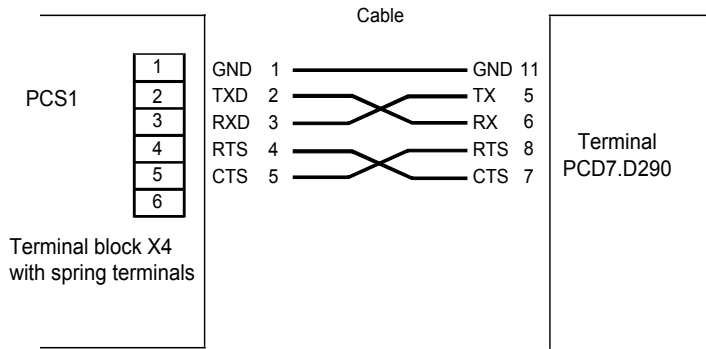 Cable
1 GND 1 GND 11
PCS1 2 TXD 2 TX 5
3 RXD 3 RX 6
4 RTS 4 RTS 8
5 CTS 5 CTS 7
6
Terminal
PCD7.D290
Terminal block X4
with spring terminals